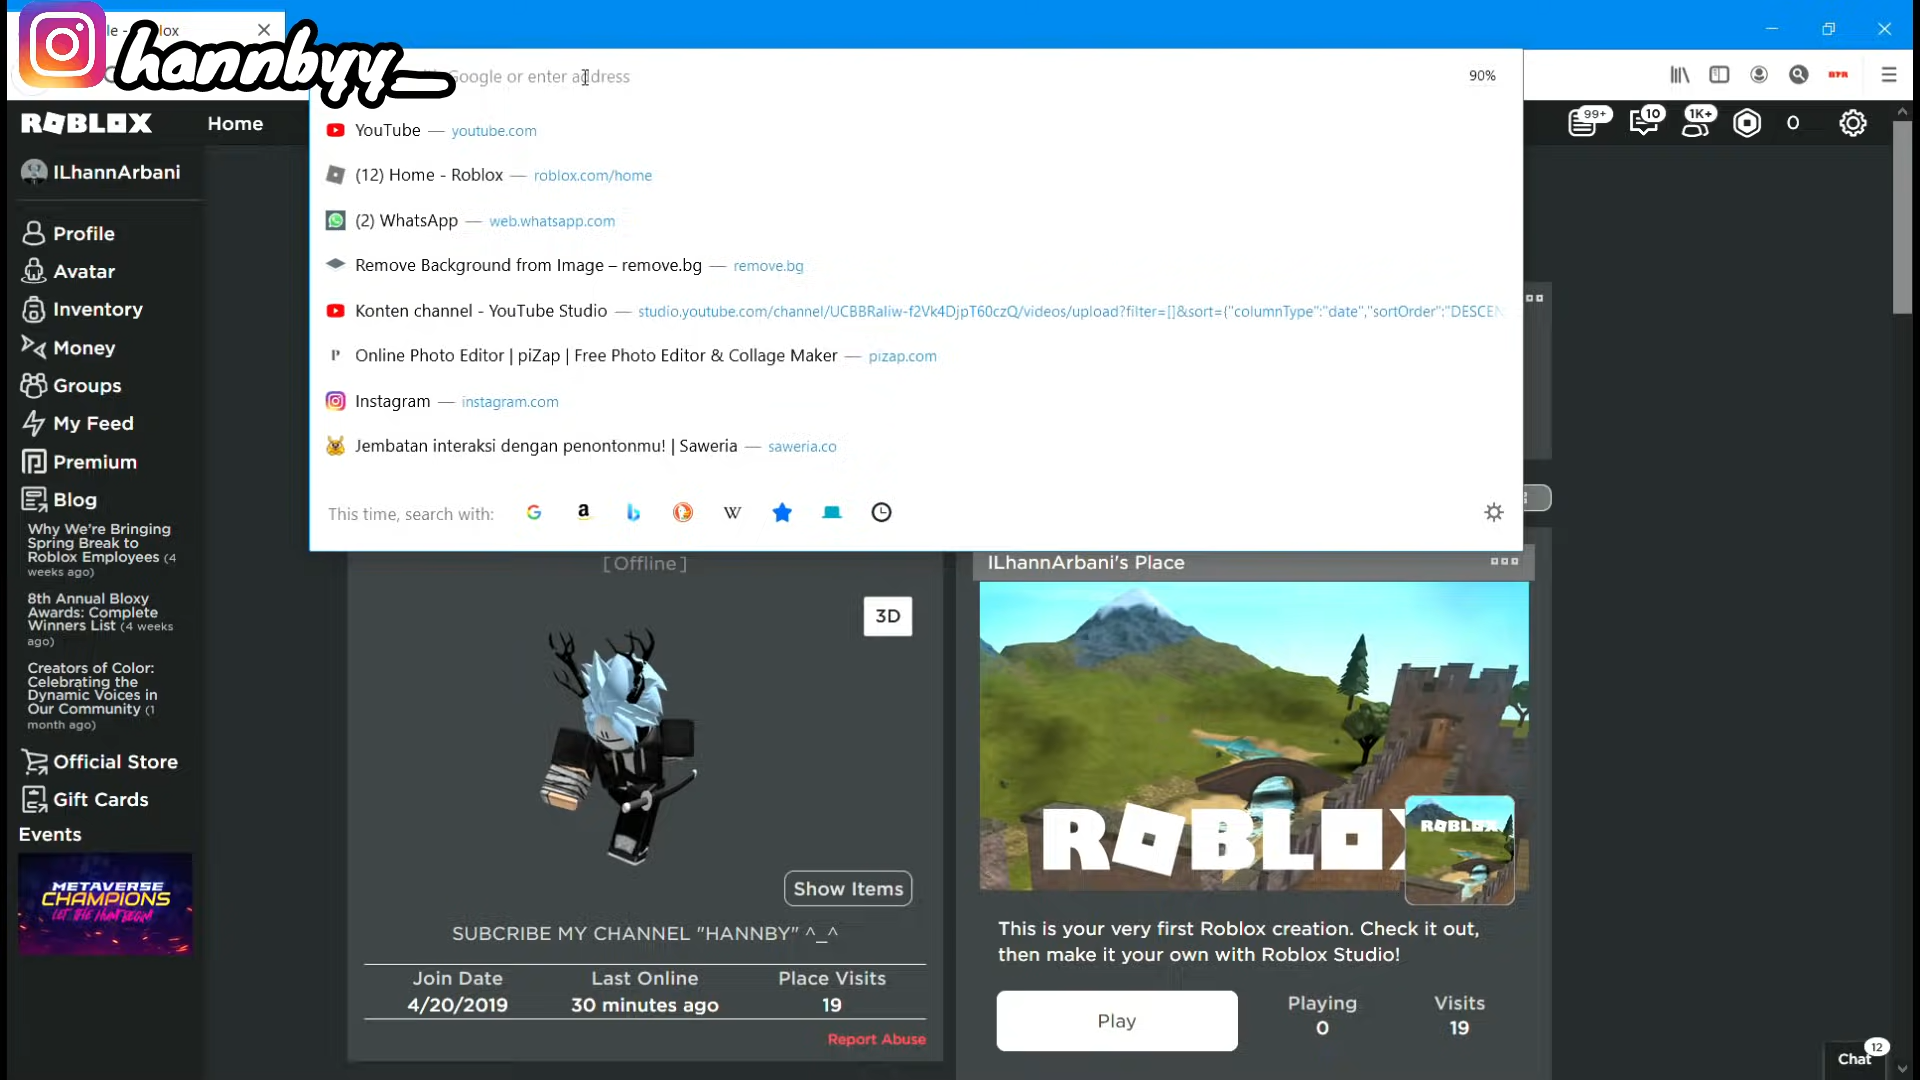 hannbyy_
Google or enter address
90%
YouTube — youtube.com
(12) Home - Roblox — roblox.com/home
(2) WhatsApp — web.whatsapp.com
Remove Background from Image – remove.bg — remove.bg
Konten channel - YouTube Studio — studio.youtube.com/channel/UCBBRaIiw-f2Vk4DjpT60czQ/videos/upload?filter=[]&sort={"columnType":"date","sortOrder":"DESCEN
Online Photo Editor | piZap | Free Photo Editor & Collage Maker — pizap.com
Instagram — instagram.com
Jembatan interaksi dengan penontonmu! | Saweria — saweria.co
This time, search with:
ROBLOX
Home
99+
10
1K+
0
ILhannArbani
Profile
Avatar
Inventory
Money
Groups
My Feed
Premium
Blog
Why We're Bringing
Spring Break to
Roblox Employees (4
weeks ago)
8th Annual Bloxy
Awards: Complete
Winners List (4 weeks
ago)
Creators of Color:
Celebrating the
Dynamic Voices in
Our Community (1
month ago)
Official Store
Gift Cards
Events
METAVERSE
CHAMPIONS
LET THE HUNT BEGIN!
[Offline]
3D
Show Items
SUBCRIBE MY CHANNEL "HANNBY" ^_^
Join Date
Last Online
Place Visits
4/20/2019
30 minutes ago
19
Report Abuse
ILhannArbani's Place
ROBLOX
ROBLOX
This is your very first Roblox creation. Check it out,
then make it your own with Roblox Studio!
Play
Playing
Visits
0
19
Chat
12